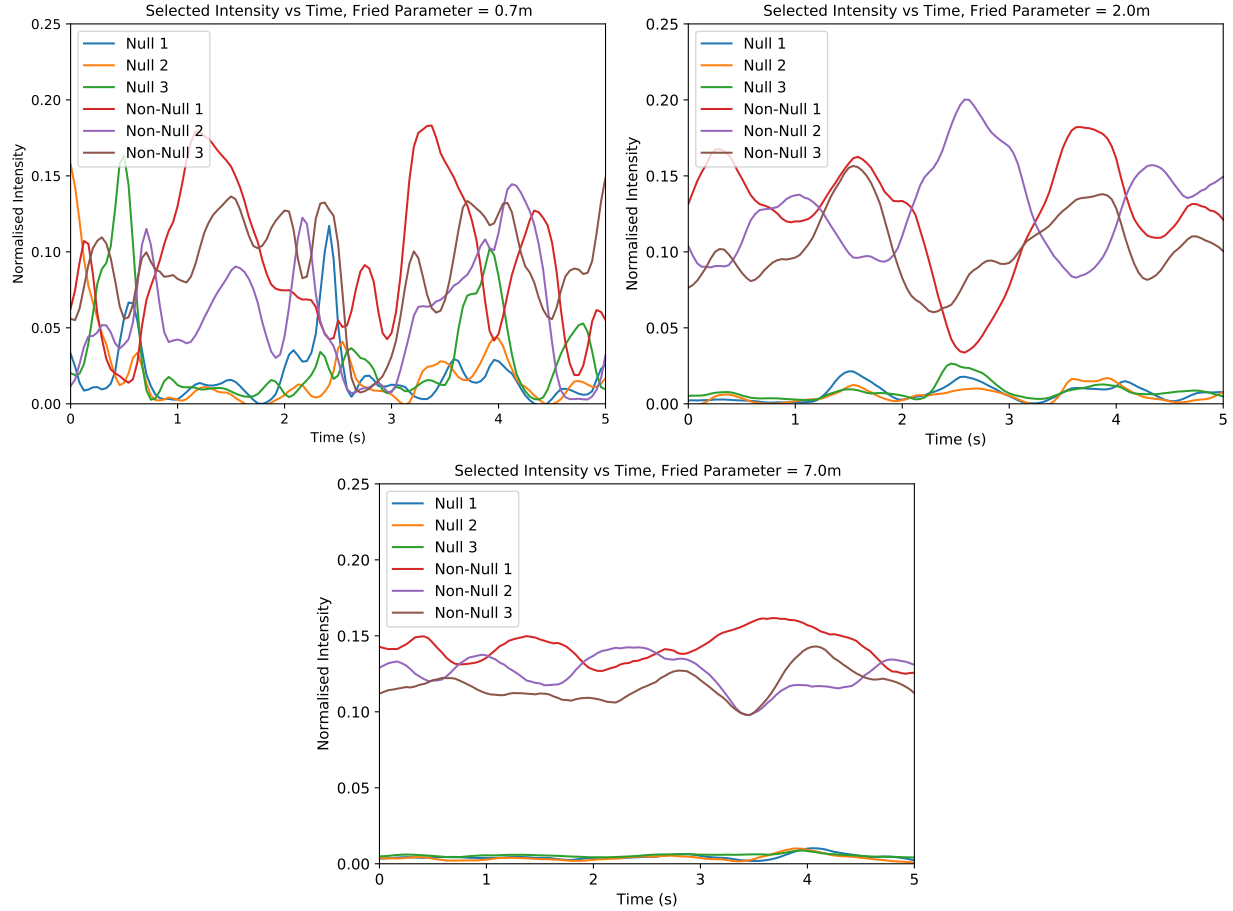 Selected Intensity vs Time, Fried Parameter = 0.7m
0.25
0.20
0.15
0.10
0.05
0.00
Normalised Intensity
Null 1
Null 2
Null 3
Non-Null 1
Non-Null 2
Non-Null 3
0 1 2 3 4 5
Time (s)
Selected Intensity vs Time, Fried Parameter = 2.0m
0.25
0.20
0.15
0.10
0.05
0.00
Normalised Intensity
Null 1
Null 2
Null 3
Non-Null 1
Non-Null 2
Non-Null 3
0 1 2 3 4 5
Time (s)
Selected Intensity vs Time, Fried Parameter = 7.0m
0.25
0.20
0.15
0.10
0.05
0.00
Normalised Intensity
Null 1
Null 2
Null 3
Non-Null 1
Non-Null 2
Non-Null 3
0 1 2 3 4 5
Time (s)